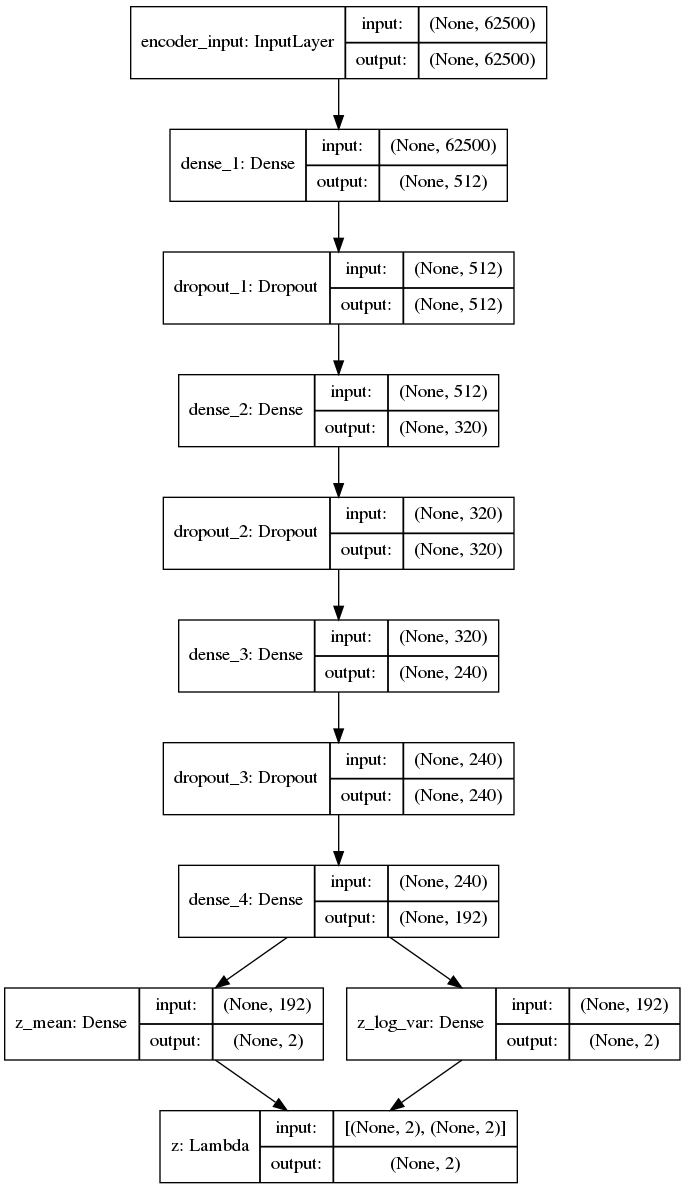 encoder_input: InputLayer
input: (None, 62500)
output: (None, 62500)
dense_1: Dense
input: (None, 62500)
output: (None, 512)
dropout_1: Dropout
input: (None, 512)
output: (None, 512)
dense_2: Dense
input: (None, 512)
output: (None, 320)
dropout_2: Dropout
input: (None, 320)
output: (None, 320)
dense_3: Dense
input: (None, 320)
output: (None, 240)
dropout_3: Dropout
input: (None, 240)
output: (None, 240)
dense_4: Dense
input: (None, 240)
output: (None, 192)
z_mean: Dense
input: (None, 192)
output: (None, 2)
z_log_var: Dense
input: (None, 192)
output: (None, 2)
z: Lambda
input: [(None, 2), (None, 2)]
output: (None, 2)